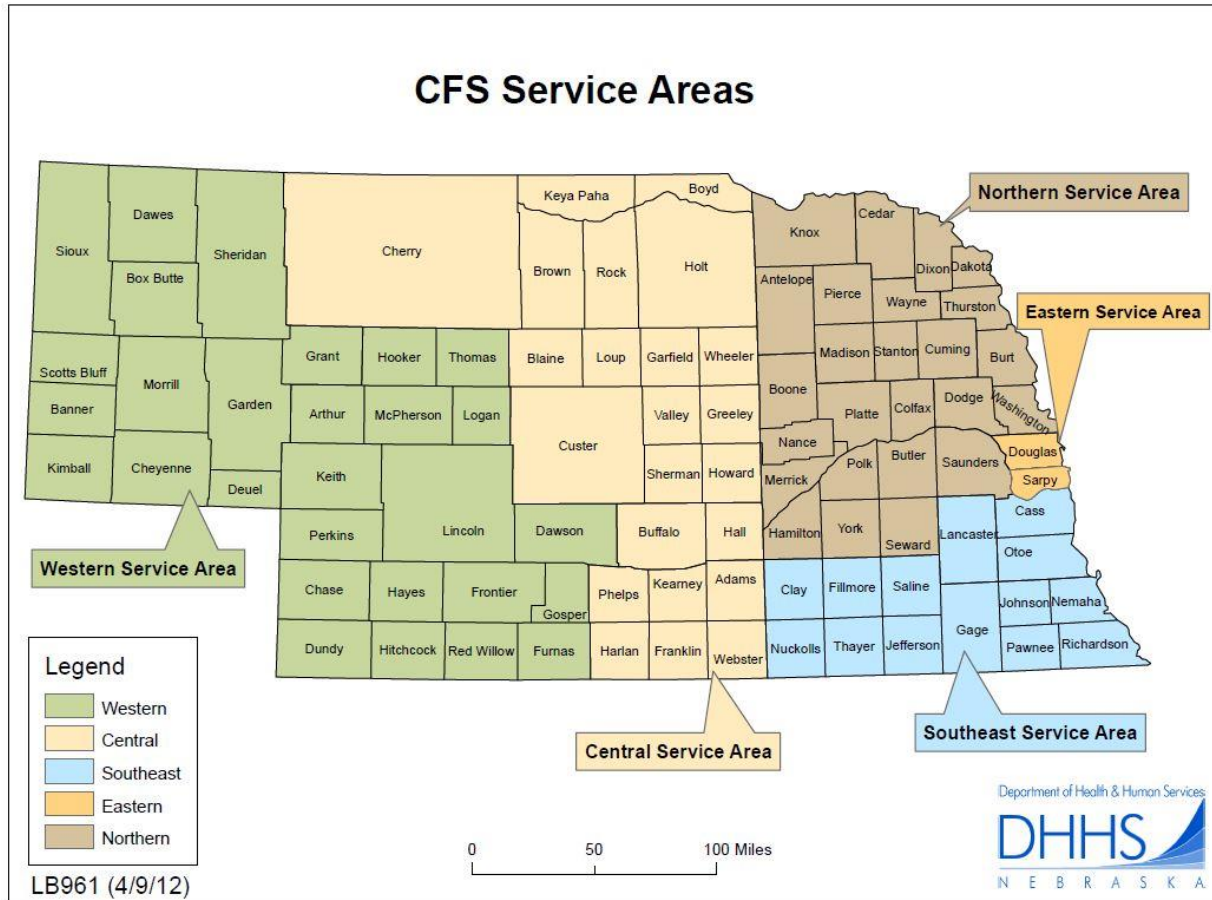 CFS Service Areas
Keya Paha
Boyd
Northern Service Area
Dawes
Cedar
Knox
Sioux
Sheridan
Cherry
Box Butte
Brown
Rock
Holt
Dixon
Dakota
Antelope
Pierce
Wayne
Thurston
Eastern Service Area
Grant
Hooker
Thomas
Blaine
Loup
Garfield
Wheeler
Madison
Stanton
Cuming
Burt
Scotts Bluff
Morrill
Garden
Boone
Banner
Arthur
McPherson
Logan
Valley
Greeley
Platte
Colfax
Dodge
Washington
Custer
Nance
Douglas
Kimball
Cheyenne
Keith
Sherman
Howard
Merrick
Polk
Butler
Saunders
Sarpy
Deuel
Perkins
Lincoln
Dawson
Buffalo
Hall
Hamilton
York
Seward
Lancaster
Cass
Otoe
Western Service Area
Chase
Hayes
Frontier
Gosper
Phelps
Kearney
Adams
Clay
Fillmore
Saline
Johnson
Nemaha
Gage
Dundy
Hitchcock
Red Willow
Furnas
Harlan
Franklin
Webster
Nuckolls
Thayer
Jefferson
Pawnee
Richardson
Legend
Western
Central
Southeast
Eastern
Northern
LB961 (4/9/12)
Central Service Area
Southeast Service Area
0 50 100 Miles
Department of Health & Human Services
DHHS
NEBRASKA